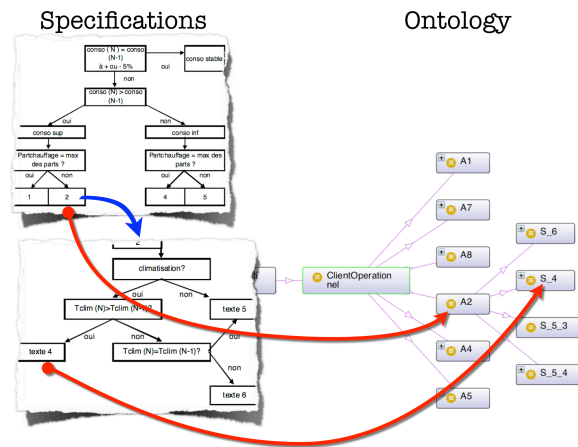 Specifications
Ontology
conso ( N ) = conso
(N-1)
à + ou - 5%
oui
conso stable
non
conso (N) > conso
(N-1)
oui
non
conso sup
conso inf
Partchauffage = max
des parts ?
Partchauffage = max des
parts ?
oui
non
oui
non
1
2
4
5
2
climatisation?
oui
non
Tclim (N)>Tclim (N-1)?
texte 5
oui
non
oui
texte 4
Tclim (N)=Tclim (N-1)?
non
texte 6
ClientOperation
nel
A1
A7
A8
A2
A4
A5
S_6
S_4
S_5_3
S_5_4